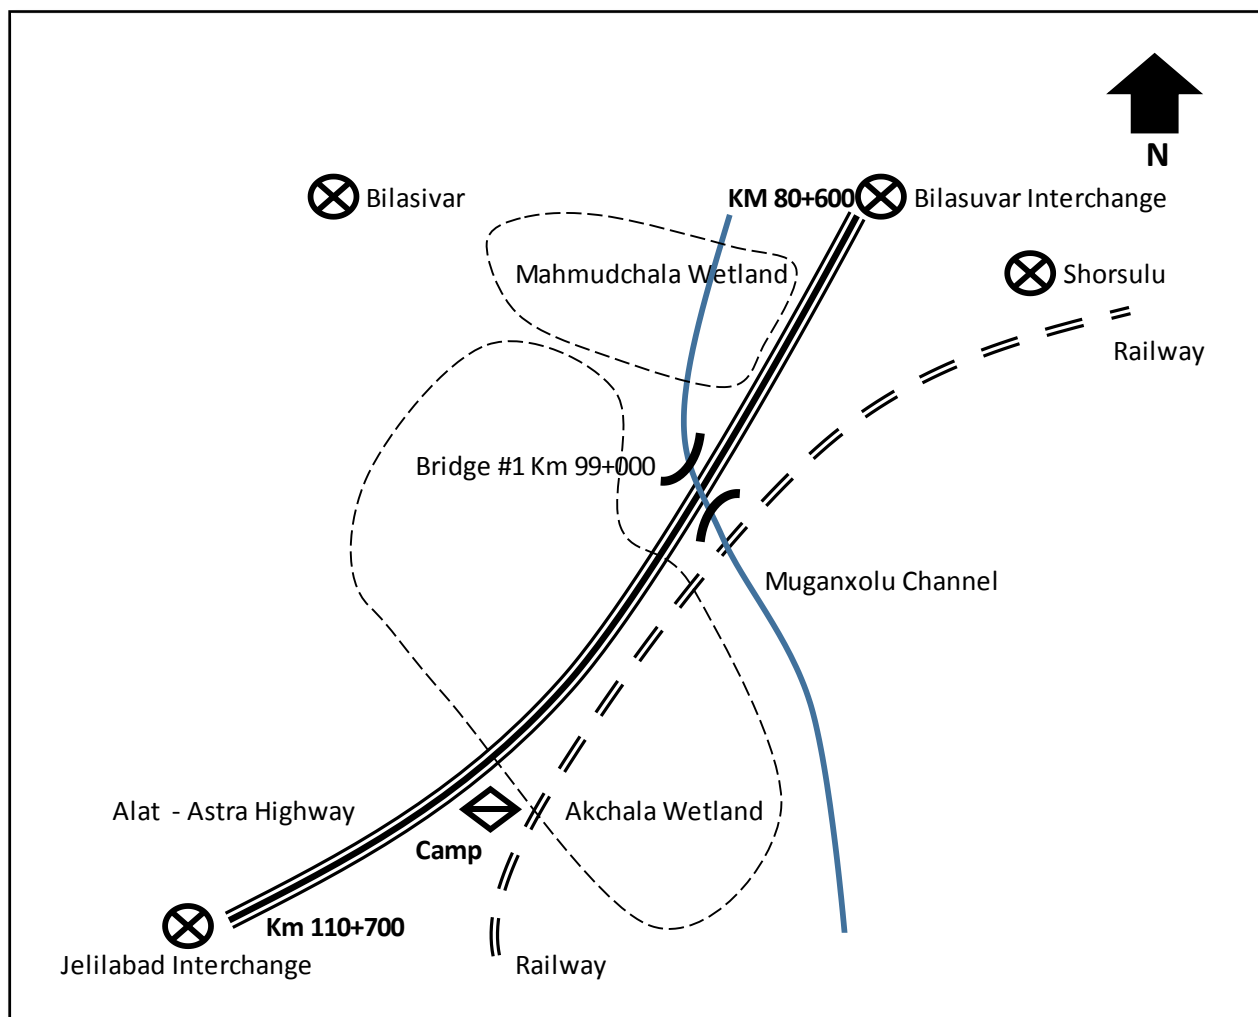 N
Bilasivar
KM 80+600
Bilasuvar Interchange
Mahmudchala Wetland
Shorsulu
Railway
Bridge #1 Km 99+000
Muganxolu Channel
Alat - Astra Highway
Akchala Wetland
Camp
Km 110+700
Jelilabad Interchange
Railway